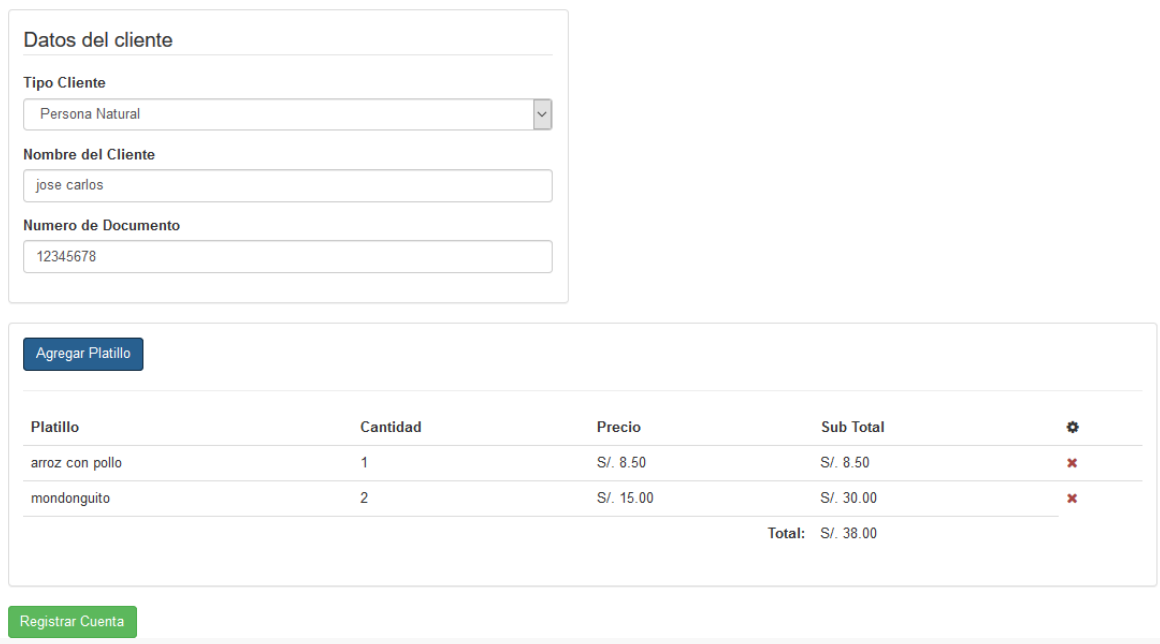 Datos del cliente
Tipo Cliente
Persona Natural
Nombre del Cliente
jose carlos
Numero de Documento
12345678
Agregar Platillo
Platillo Cantidad Precio Sub Total
arroz con pollo 1 S/. 8.50 S/. 8.50
mondonguito 2 S/. 15.00 S/. 30.00
Total: S/. 38.00
Registrar Cuenta